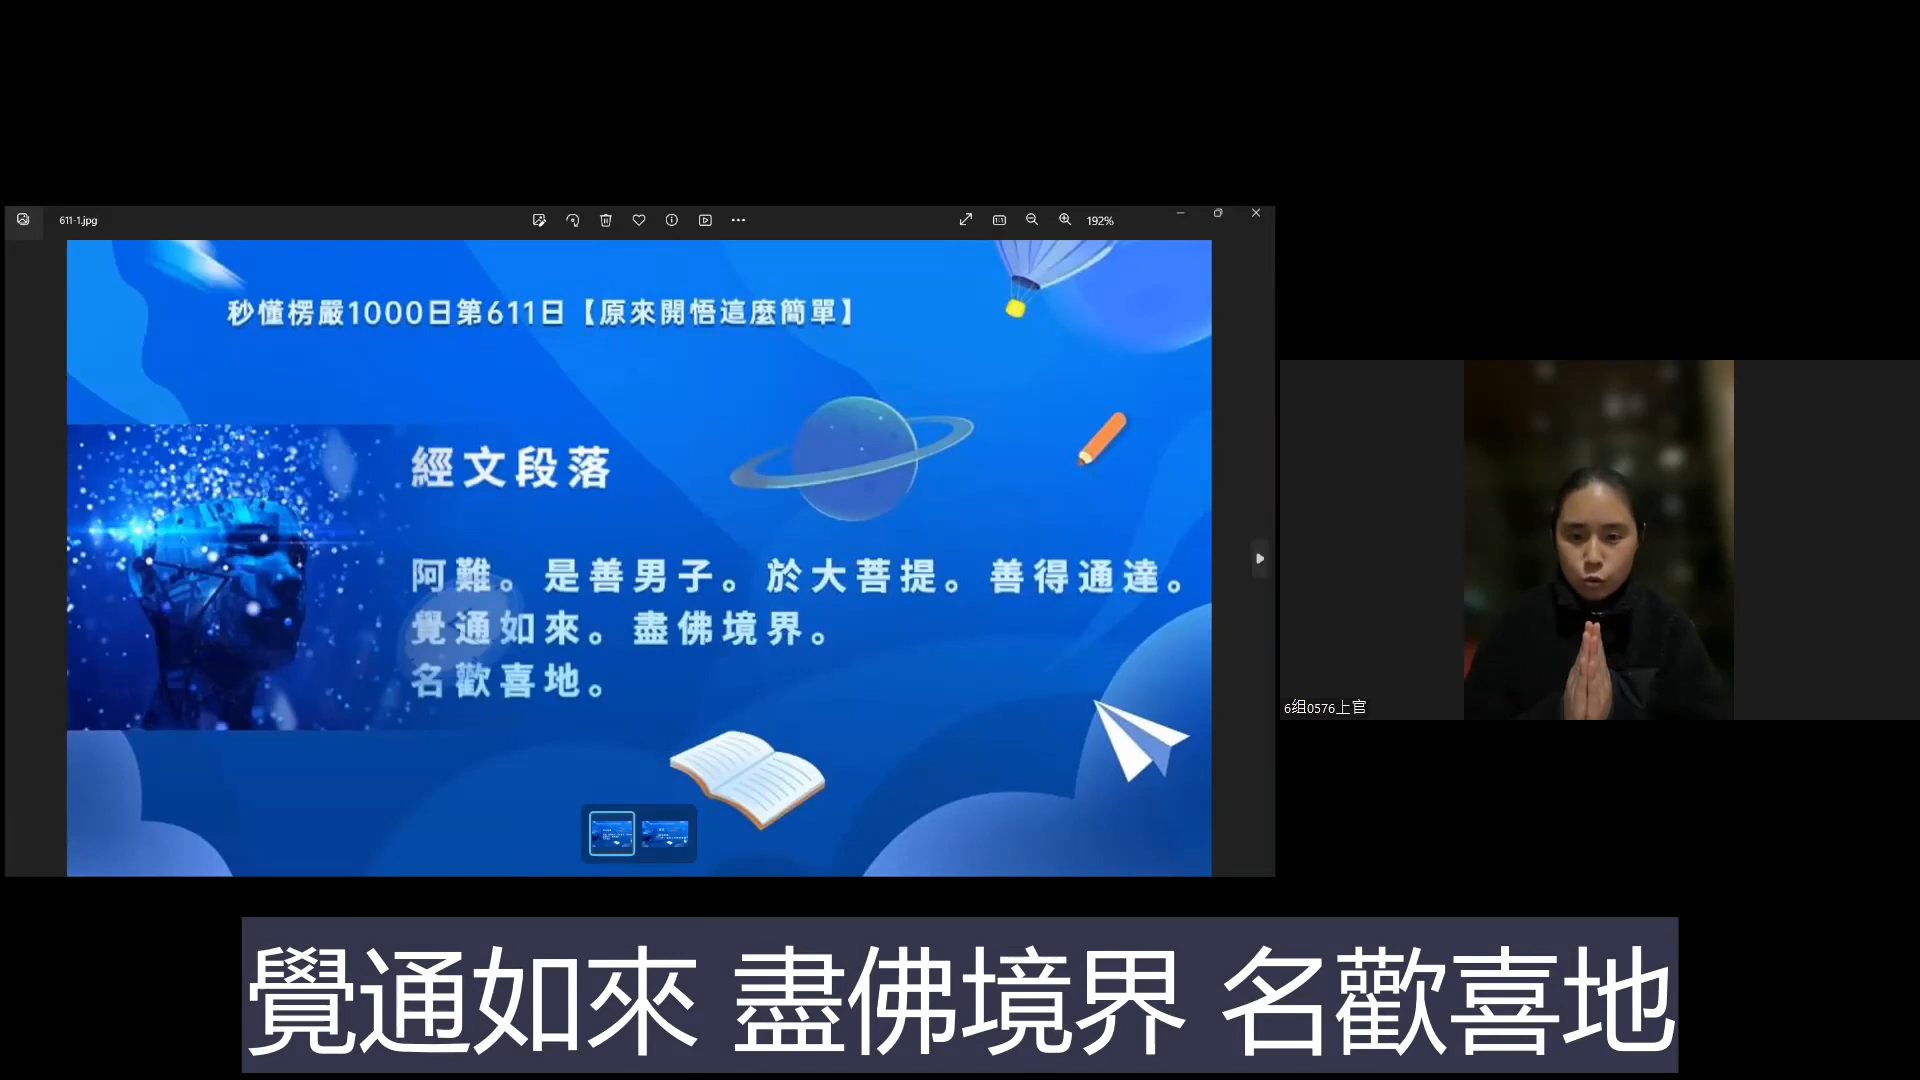 611-1.jpg
192%
秒懂楞嚴1000日第611日【原來開悟這麼簡單】
經文段落
阿難。是善男子。於大菩提。善得通達。
覺通如來。盡佛境界。
名歡喜地。
6组0576上官
覺通如來 盡佛境界 名歡喜地